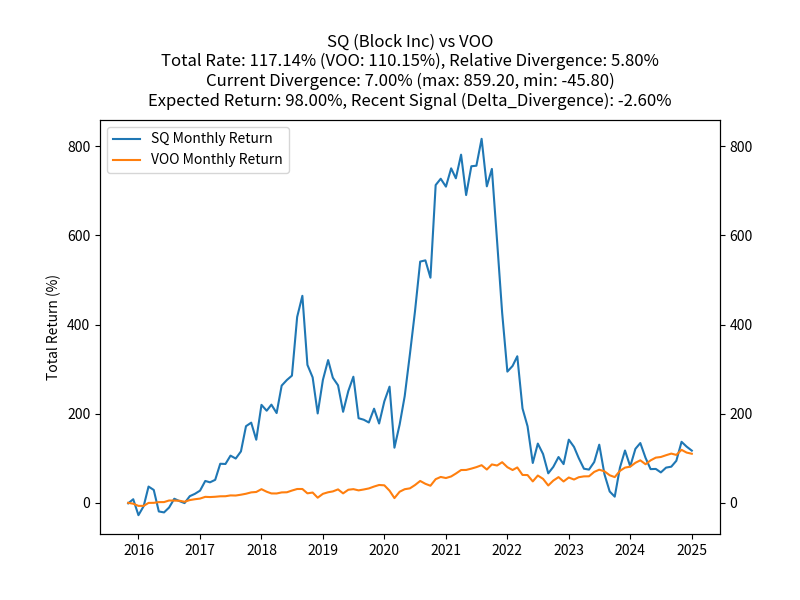 SQ (Block Inc) vs VOO
Total Rate: 117.14% (VOO: 110.15%), Relative Divergence: 5.80%
Current Divergence: 7.00% (max: 859.20, min: -45.80)
Expected Return: 98.00%, Recent Signal (Delta_Divergence): -2.60%
SQ Monthly Return
VOO Monthly Return
Total Return (%)
800
600
400
200
0
800
600
400
200
0
2016 2017 2018 2019 2020 2021 2022 2023 2024 2025